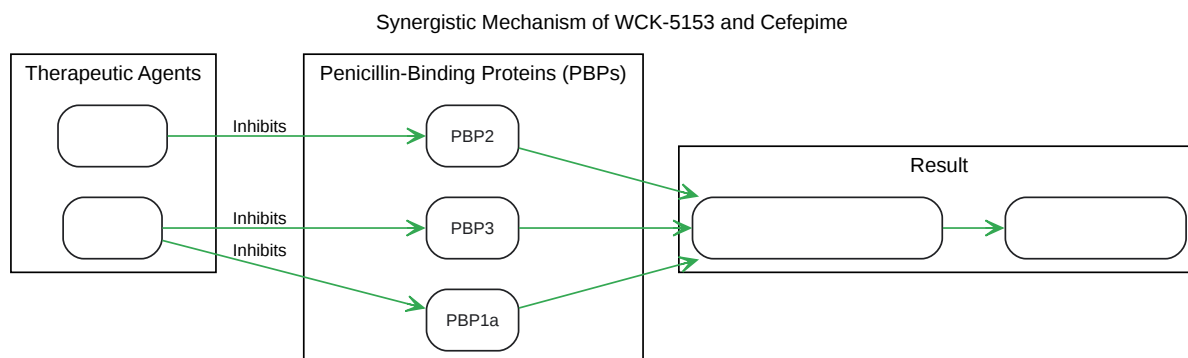 Synergistic Mechanism of WCK-5153 and Cefepime
Therapeutic Agents
Penicillin-Binding Proteins (PBPs)
Inhibits
PBP2
Result
Inhibits
PBP3
Inhibits
PBP1a